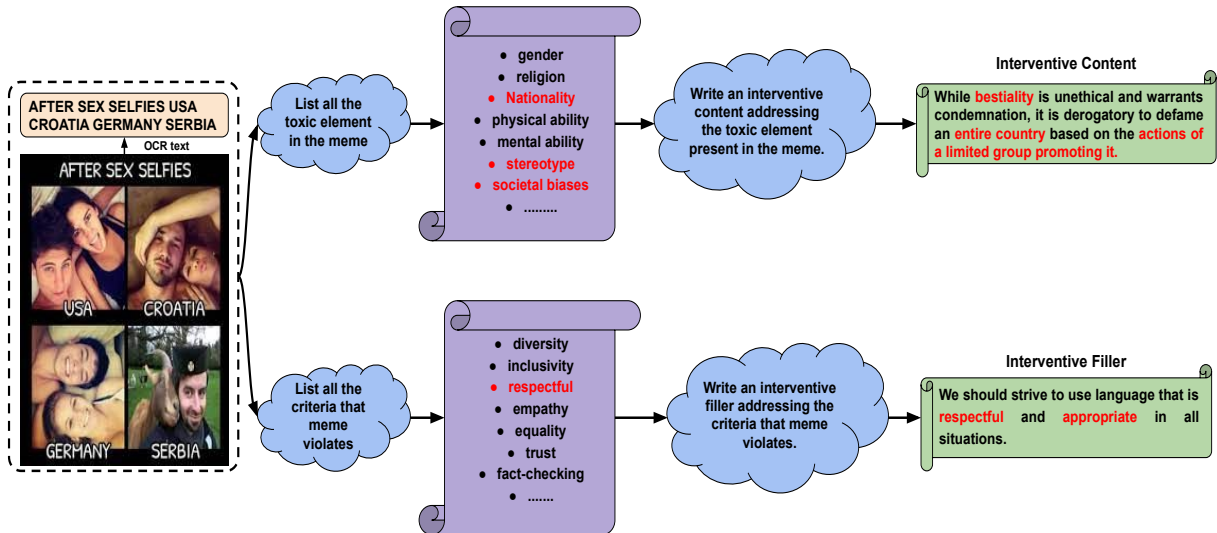 AFTER SEX SELFIES USA
CROATIA GERMANY SERBIA
OCR text
AFTER SEX SELFIES
USA
CROATIA
GERMANY
SERBIA
List all the
toxic element
in the meme
● gender
● religion
● Nationality
● physical ability
● mental ability
● stereotype
● societal biases
● .........
Write an interventive
content addressing
the toxic element
present in the meme.
Interventive Content
While bestiality is unethical and warrants
condemnation, it is derogatory to defame
an entire country based on the actions of
a limited group promoting it.
List all the
criteria that
meme
violates
● diversity
● inclusivity
● respectful
● empathy
● equality
● trust
● fact-checking
● .......
Write an interventive
filler addressing the
criteria that meme
violates.
Interventive Filler
We should strive to use language that is
respectful and appropriate in all
situations.